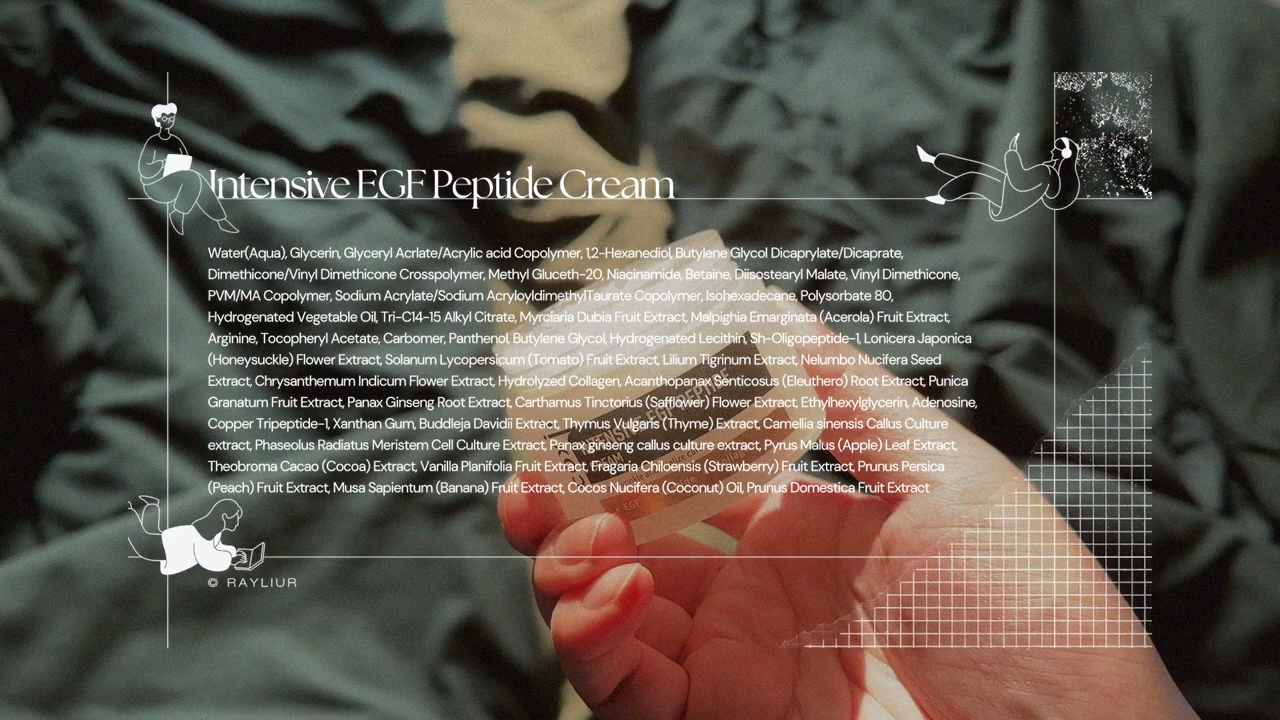 Intensive EGF Peptide Cream
Water(Aqua), Glycerin, Glyceryl Acrlate/Acrylic acid Copolymer, 1,2-Hexanediol, Butylene Glycol Dicaprylate/Dicaprate,
Dimethicone/Vinyl Dimethicone Crosspolymer, Methyl Gluceth-20, Niacinamide, Betaine, Diisostearyl Malate, Vinyl Dimethicone,
PVM/MA Copolymer, Sodium Acrylate/Sodium AcryloyldimethylTaurate Copolymer, Isohexadecane, Polysorbate 80,
Hydrogenated Vegetable Oil, Tri-C14-15 Alkyl Citrate, Myrciaria Dubia Fruit Extract, Malpighia Emarginata (Acerola) Fruit Extract,
Arginine, Tocopheryl Acetate, Carbomer, Panthenol, Butylene Glycol, Hydrogenated Lecithin, Sh-Oligopeptide-1, Lonicera Japonica
(Honeysuckle) Flower Extract, Solanum Lycopersicum (Tomato) Fruit Extract, Lilium Tigrinum Extract, Nelumbo Nucifera Seed
Extract, Chrysanthemum Indicum Flower Extract, Hydrolyzed Collagen, Acanthopanax Senticosus (Eleuthero) Root Extract, Punica
Granatum Fruit Extract, Panax Ginseng Root Extract, Carthamus Tinctorius (Safflower) Flower Extract, Ethylhexylglycerin, Adenosine,
Copper Tripeptide-1, Xanthan Gum, Buddleja Davidii Extract, Thymus Vulgaris (Thyme) Extract, Camellia sinensis Callus Culture
extract, Phaseolus Radiatus Meristem Cell Culture Extract, Panax ginseng callus culture extract, Pyrus Malus (Apple) Leaf Extract,
Theobroma Cacao (Cocoa) Extract, Vanilla Planifolia Fruit Extract, Fragaria Chiloensis (Strawberry) Fruit Extract, Prunus Persica
(Peach) Fruit Extract, Musa Sapientum (Banana) Fruit Extract, Cocos Nucifera (Coconut) Oil, Prunus Domestica Fruit Extract
INTENSIVE EGF PEPTIDE
CREAM
© RAYLIUR